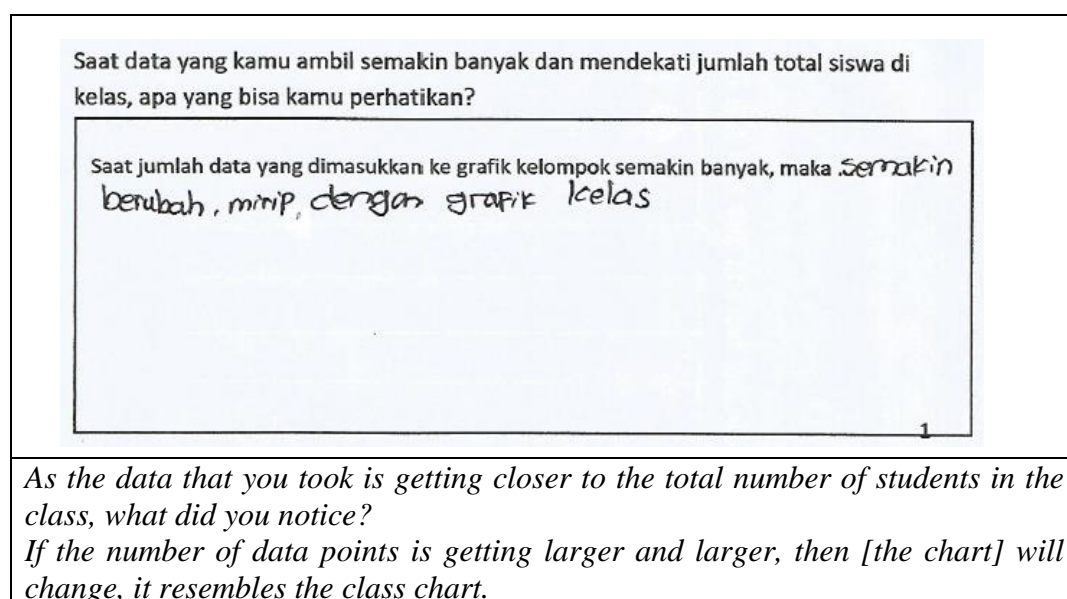 Saat data yang kamu ambil semakin banyak dan mendekati jumlah total siswa di
kelas, apa yang bisa kamu perhatikan?
Saat jumlah data yang dimasukkan ke grafik kelompok semakin banyak, maka semakin
berubah, mirip, dengan grafik kelas
1
As the data that you took is getting closer to the total number of students in the
class, what did you notice?
If the number of data points is getting larger and larger, then [the chart] will
change, it resembles the class chart.